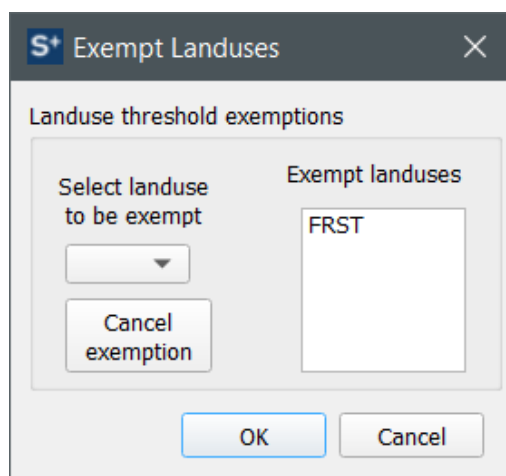 S+ Exempt Landuses
Landuse threshold exemptions
Select landuse
to be exempt
Cancel
exemption
Exempt landuses
FRST
OK Cancel